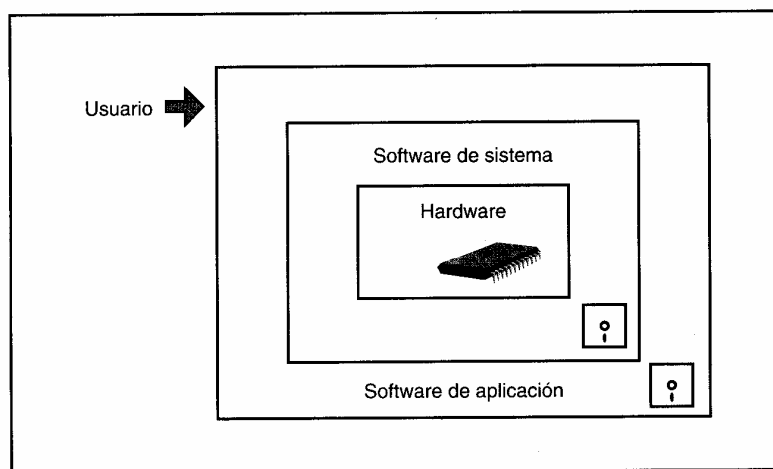 Usuario
Software de sistema
Hardware
Software de aplicación